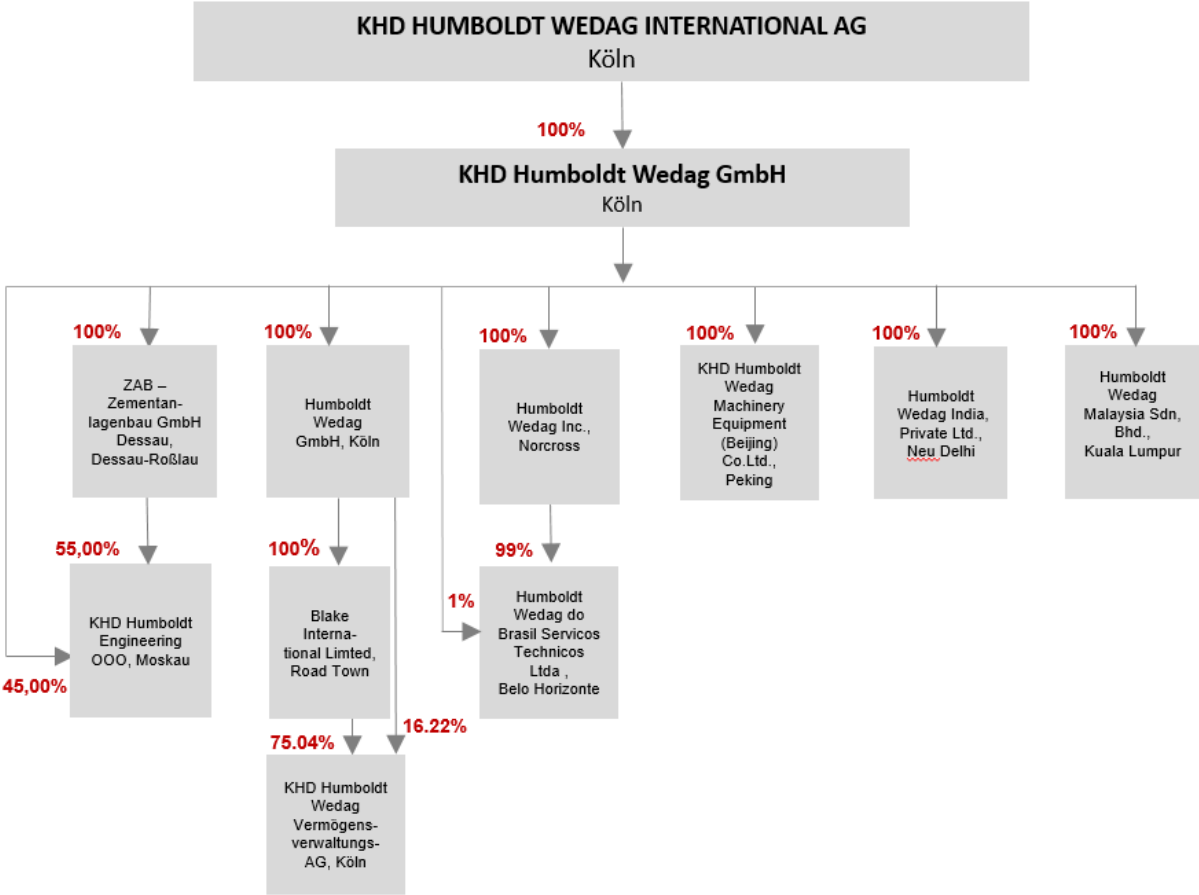 KHD HUMBOLDT WEDAG INTERNATIONAL AG
Köln
100%
KHD Humboldt Wedag GmbH
Köln
100%
ZAB –
Zementan-
lagenbau GmbH
Dessau,
Dessau-Roßlau
100%
Humboldt
Wedag
GmbH, Köln
100%
Humboldt
Wedag Inc.,
Norcross
100%
KHD Humboldt
Wedag
Machinery
Equipment
(Beijing)
Co.Ltd.,
Peking
100%
Humboldt
Wedag India,
Private Ltd.,
Neu Delhi
100%
Humboldt
Wedag
Malaysia Sdn,
Bhd.,
Kuala Lumpur
55,00%
KHD Humboldt
Engineering
OOO, Moskau
45,00%
100%
Blake
Interna-
tional Limted,
Road Town
99%
1%
Humboldt
Wedag do
Brasil Servicos
Technicos
Ltda ,
Belo Horizonte
75.04%
16.22%
KHD Humboldt
Wedag
Vermögens-
verwaltungs-
AG, Köln